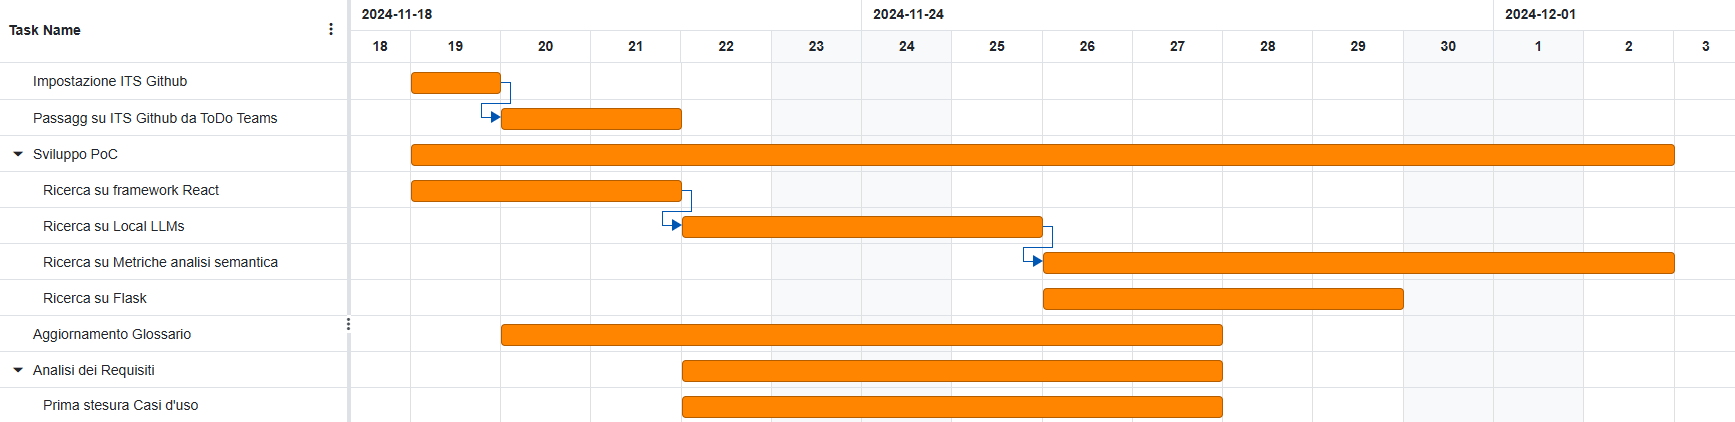 Task Name
2024-11-18
2024-11-24
2024-12-01
18 19 20 21 22 23 24 25 26 27 28 29 30 1 2 3
Impostazione ITS Github
Passagg su ITS Github da ToDo Teams
Sviluppo PoC
Ricerca su framework React
Ricerca su Local LLMs
Ricerca su Metriche analisi semantica
Ricerca su Flask
Aggiornamento Glossario
Analisi dei Requisiti
Prima stesura Casi d'uso